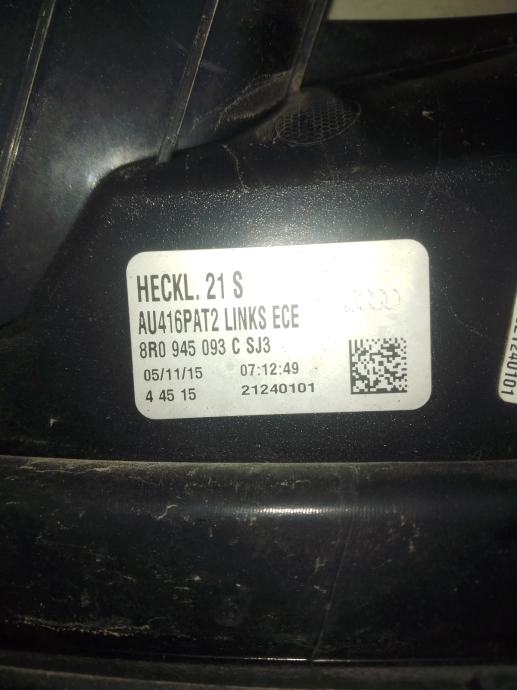 HECKL. 21 S
AU416PAT2 LINKS ECE
8R0 945 093 C SJ3
05/11/15 07:12:49
4 45 15 21240101
21240101